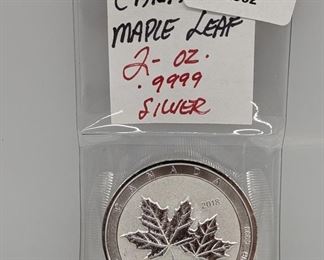 MAPLE LEAF
2-OZ.
.9999
SILVER
CANADA
2018